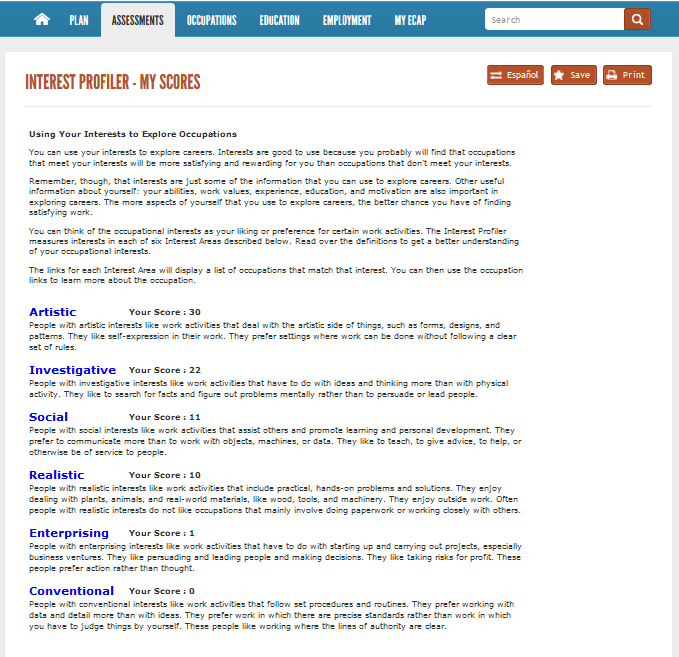 PLAN ASSESSMENTS OCCUPATIONS EDUCATION EMPLOYMENT MY ECAP Search
INTEREST PROFILER - MY SCORES Español Save Print
Using Your Interests to Explore Occupations
You can use your interests to explore careers. Interests are good to use because you probably will find that occupations
that meet your interests will be more satisfying and rewarding for you than occupations that don't meet your interests.
Remember, though, that interests are just some of the information that you can use to explore careers. Other useful
information about yourself: your abilities, work values, experience, education, and motivation are also important in
exploring careers. The more aspects of yourself that you use to explore careers, the better chance you have of finding
satisfying work.
You can think of the occupational interests as your liking or preference for certain work activities. The Interest Profiler
measures interests in each of six Interest Areas described below. Read over the definitions to get a better understanding
of your occupational interests.
The links for each Interest Area will display a list of occupations that match that interest. You can then use the occupation
links to learn more about the occupation.
Artistic Your Score : 30
People with artistic interests like work activities that deal with the artistic side of things, such as forms, designs, and
patterns. They like self-expression in their work. They prefer settings where work can be done without following a clear
set of rules.
Investigative Your Score : 22
People with investigative interests like work activities that have to do with ideas and thinking more than with physical
activity. They like to search for facts and figure out problems mentally rather than to persuade or lead people.
Social Your Score : 11
People with social interests like work activities that assist others and promote learning and personal development. They
prefer to communicate more than to work with objects, machines, or data. They like to teach, to give advice, to help, or
otherwise be of service to people.
Realistic Your Score : 10
People with realistic interests like work activities that include practical, hands-on problems and solutions. They enjoy
dealing with plants, animals, and real-world materials, like wood, tools, and machinery. They enjoy outside work. Often
people with realistic interests do not like occupations that mainly involve doing paperwork or working closely with others.
Enterprising Your Score : 1
People with enterprising interests like work activities that have to do with starting up and carrying out projects, especially
business ventures. They like persuading and leading people and making decisions. They like taking risks for profit. These
people prefer action rather than thought.
Conventional Your Score : 0
People with conventional interests like work activities that follow set procedures and routines. They prefer working with
data and detail more than with ideas. They prefer work in which there are precise standards rather than work in which
you have to judge things by yourself. These people like working where the lines of authority are clear.